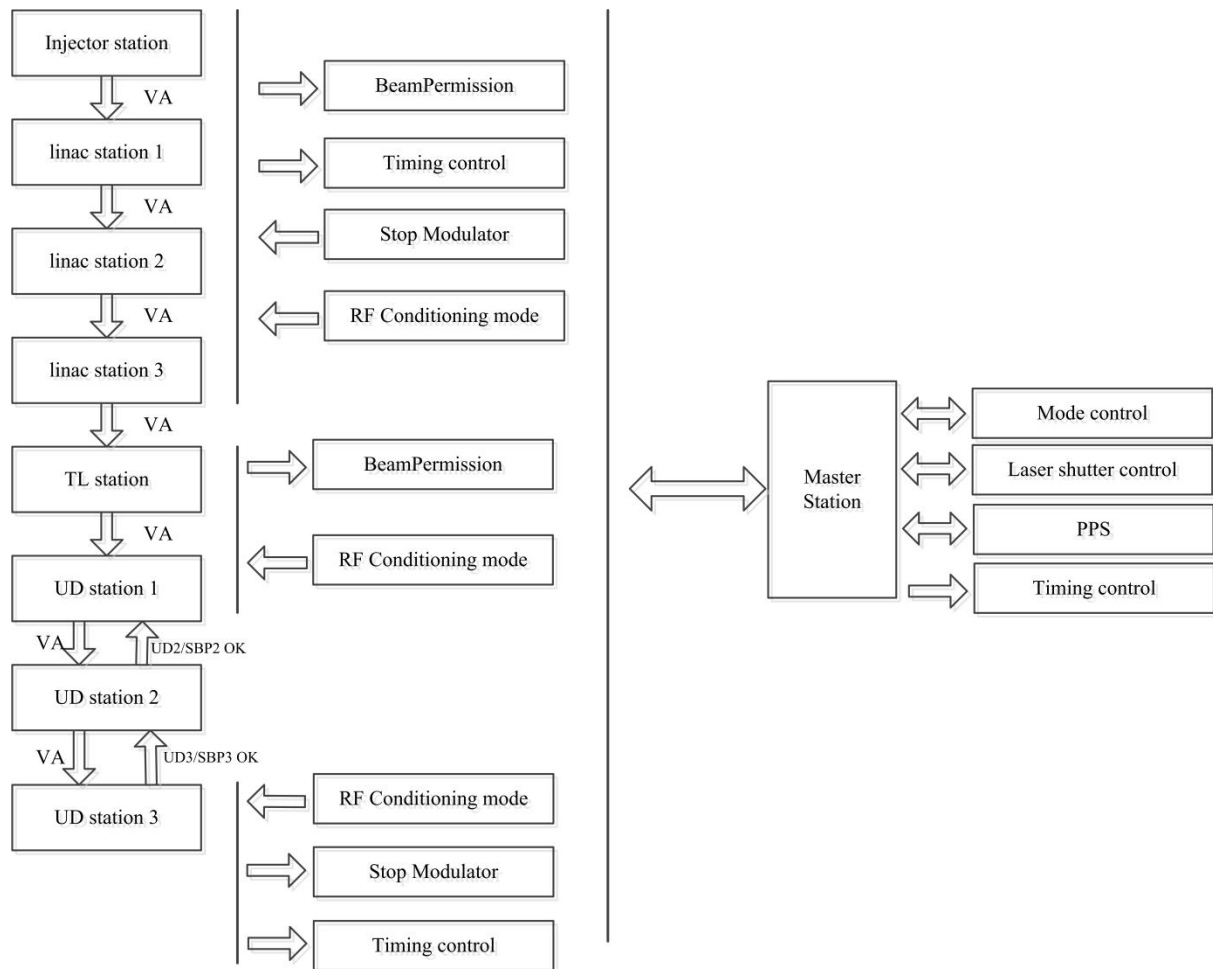 Injector station
VA
linac station 1
VA
linac station 2
VA
linac station 3
VA
TL station
VA
UD station 1
VA
UD2/SBP2 OK
UD station 2
VA
UD3/SBP3 OK
UD station 3
BeamPermission
Timing control
Stop Modulator
RF Conditioning mode
BeamPermission
RF Conditioning mode
RF Conditioning mode
Stop Modulator
Timing control
Master
Station
Mode control
Laser shutter control
PPS
Timing control